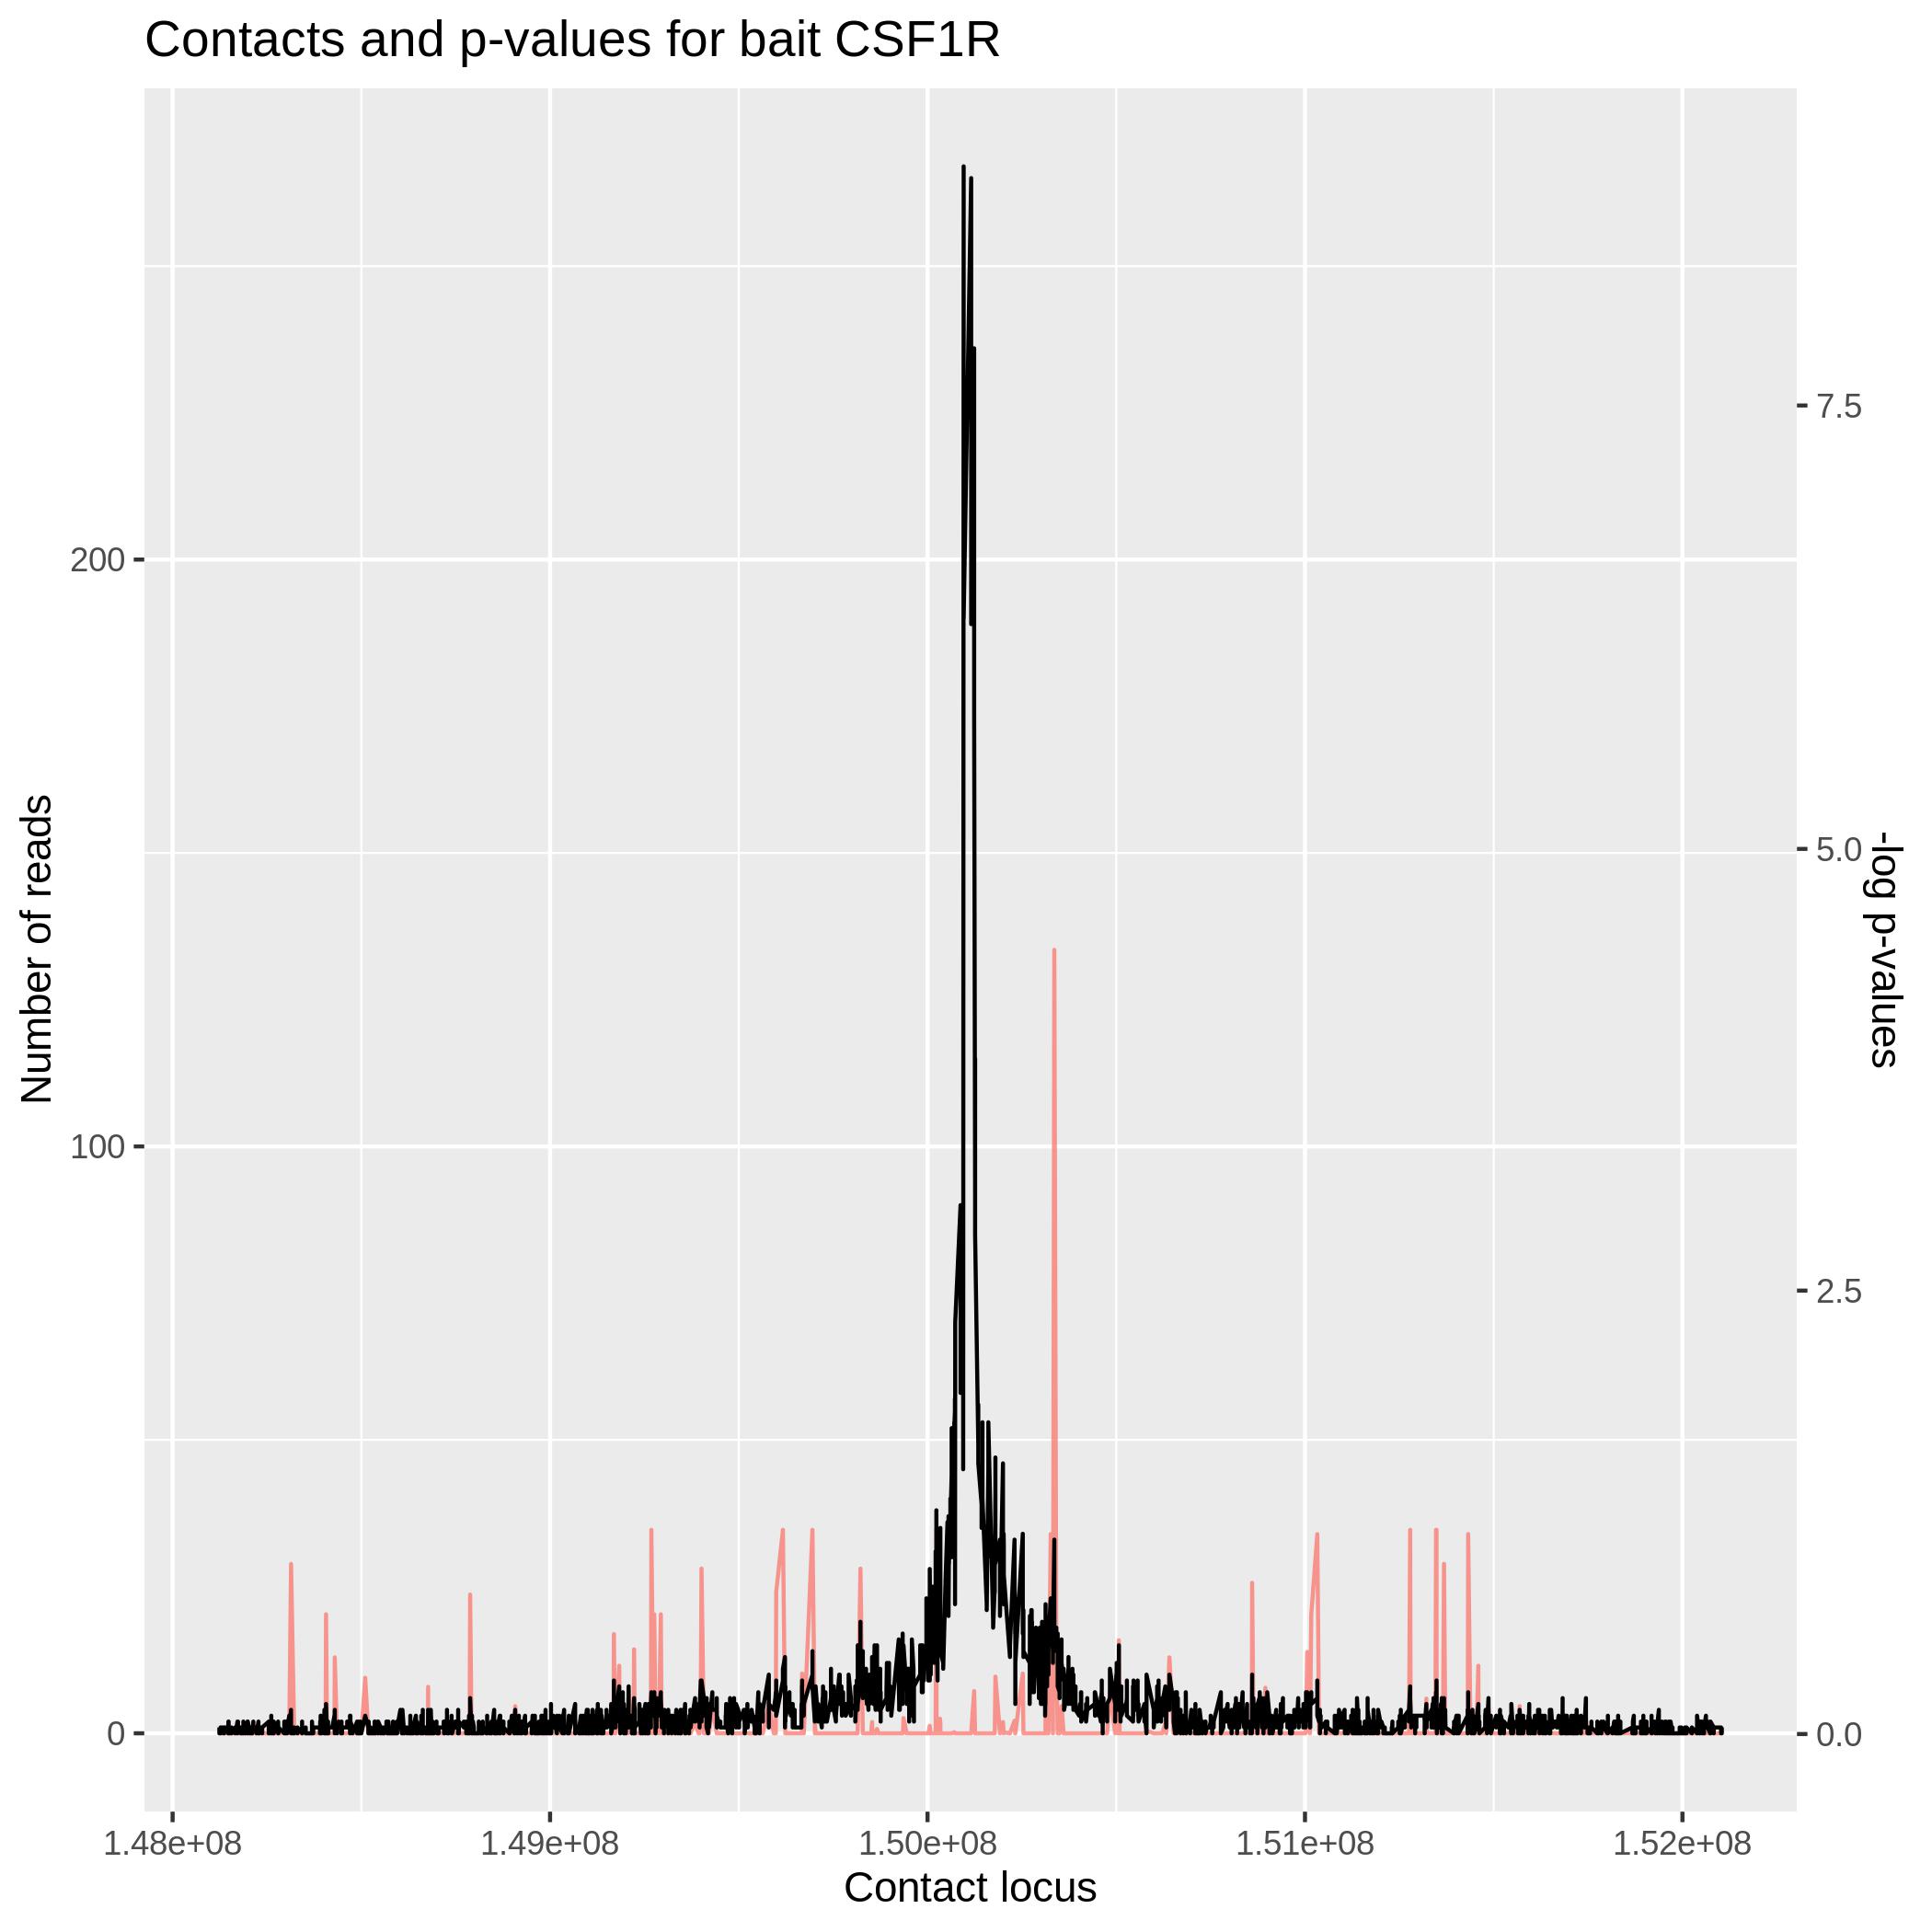 Contacts and p-values for bait CSF1R
Number of reads
200
100
0
7.5
5.0
2.5
0.0
-log p-values
1.48e+08
1.49e+08
1.50e+08
1.51e+08
1.52e+08
Contact locus